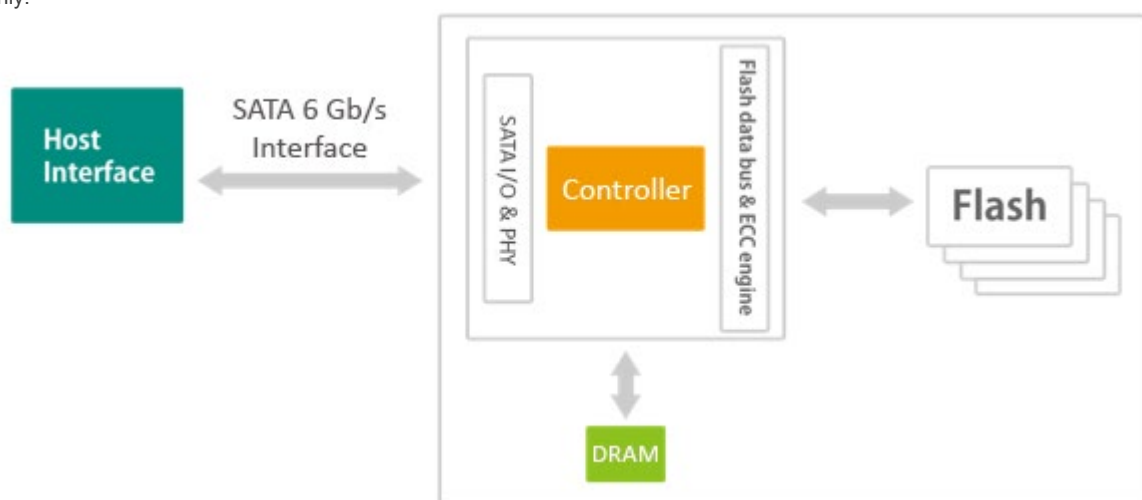 SATA 6 Gb/s
Interface
Host
Interface
SATA I/O & PHY
Controller
Flash data bus & ECC engine
Flash
DRAM